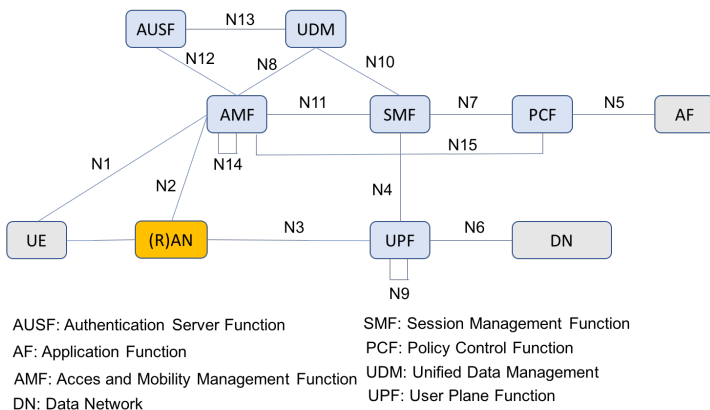 N13
AUSF
UDM
N12
N8
N10
AMF
N11
SMF
N7
PCF
N5
AF
N14
N15
N1
N2
N4
UE
(R)AN
N3
UPF
N6
DN
N9
AUSF: Authentication Server Function
AF: Application Function
AMF: Acces and Mobility Management Function
DN: Data Network
SMF: Session Management Function
PCF: Policy Control Function
UDM: Unified Data Management
UPF: User Plane Function